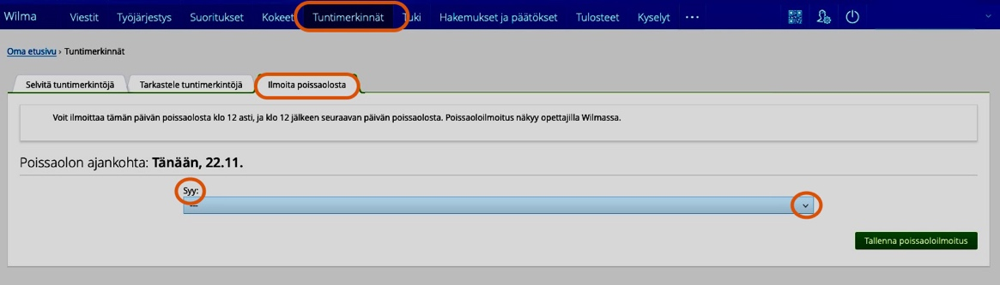 Wilma Viestit Työjärjestys Suoritukset Kokeet Tuntimerkinnät Tuki Hakemukset ja päätökset Tulosteet Kyselyt ...
Oma etusivu › Tuntimerkinnät
Selvitä tuntimerkintöjä Tarkastele tuntimerkintöjä Ilmoita poissaolosta
Voit ilmoittaa tämän päivän poissaolosta klo 12 asti, ja klo 12 jälkeen seuraavan päivän poissaolosta. Poissaoloilmoitus näkyy opettajilla Wilmassa.
Poissaolon ajankohta: Tänään, 22.11.
Syy:
---
Tallenna poissaoloilmoitus